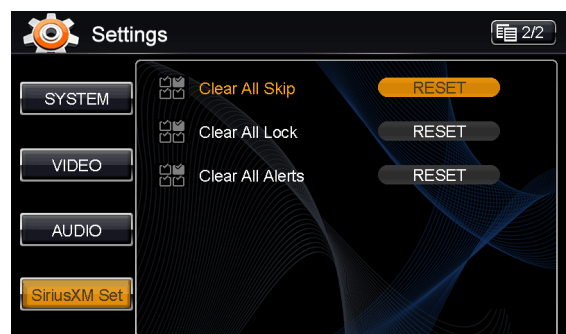 Settings
2/2
SYSTEM
VIDEO
AUDIO
SiriusXM Set
Clear All Skip RESET
Clear All Lock RESET
Clear All Alerts RESET